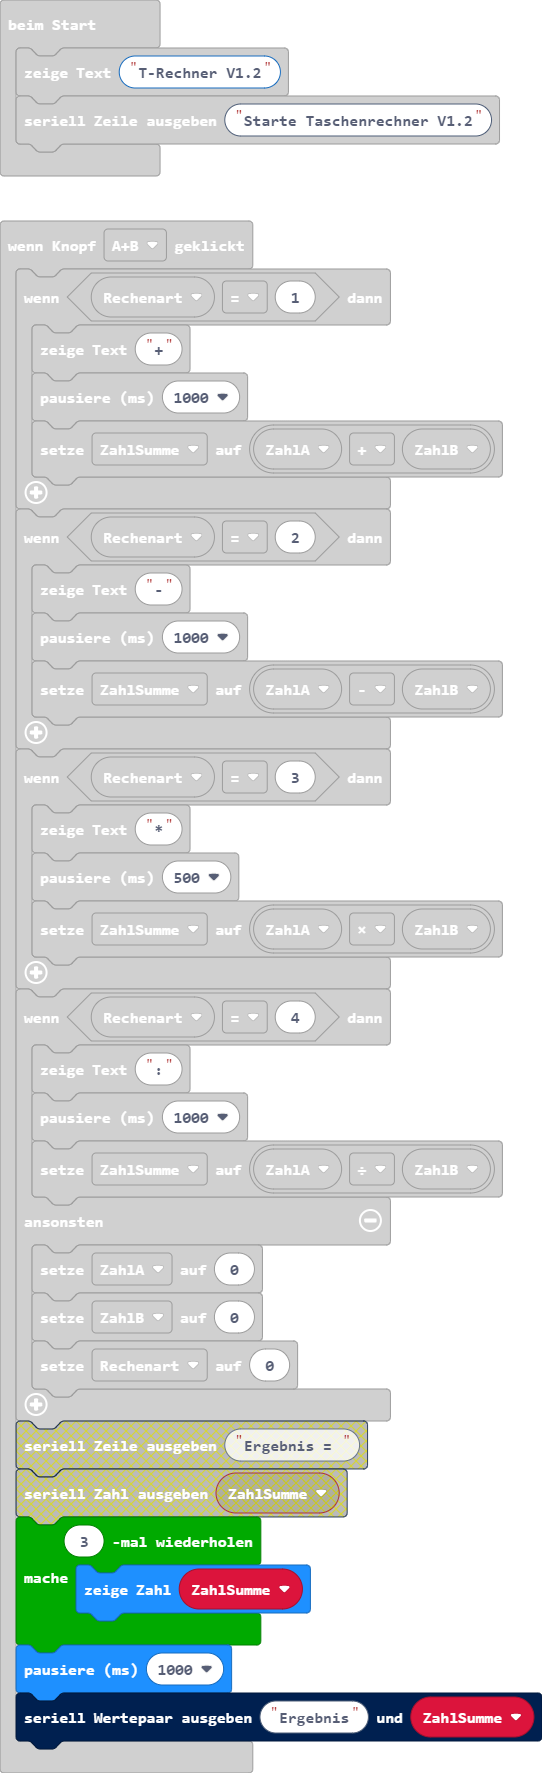 beim Start
zeige Text "T-Rechner V1.2"
seriell Zeile ausgeben "Starte Taschenrechner V1.2"
wenn Knopf A+B geklickt
wenn Rechenart = 1 dann
zeige Text "+"
pausiere (ms) 1000
setze ZahlSumme auf ZahlA + ZahlB
wenn Rechenart = 2 dann
zeige Text "-"
pausiere (ms) 1000
setze ZahlSumme auf ZahlA - ZahlB
wenn Rechenart = 3 dann
zeige Text "*"
pausiere (ms) 500
setze ZahlSumme auf ZahlA × ZahlB
wenn Rechenart = 4 dann
zeige Text ":"
pausiere (ms) 1000
setze ZahlSumme auf ZahlA ÷ ZahlB
ansonsten
setze ZahlA auf 0
setze ZahlB auf 0
setze Rechenart auf 0
seriell Zeile ausgeben "Ergebnis = "
seriell Zahl ausgeben ZahlSumme
3 -mal wiederholen
mache zeige Zahl ZahlSumme
pausiere (ms) 1000
seriell Wertepaar ausgeben "Ergebnis" und ZahlSumme